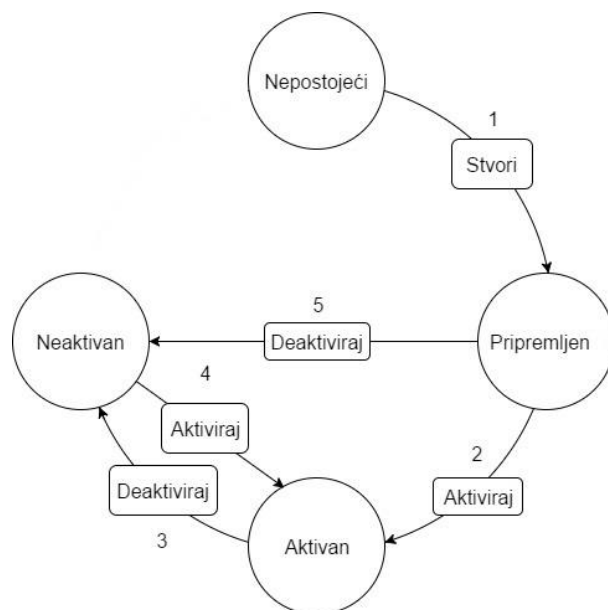 Nepostojeći
1
Stvori
5
Neaktivan
Deaktiviraj
Pripremljen
4
Aktiviraj
2
Deaktiviraj
Aktiviraj
3
Aktivan